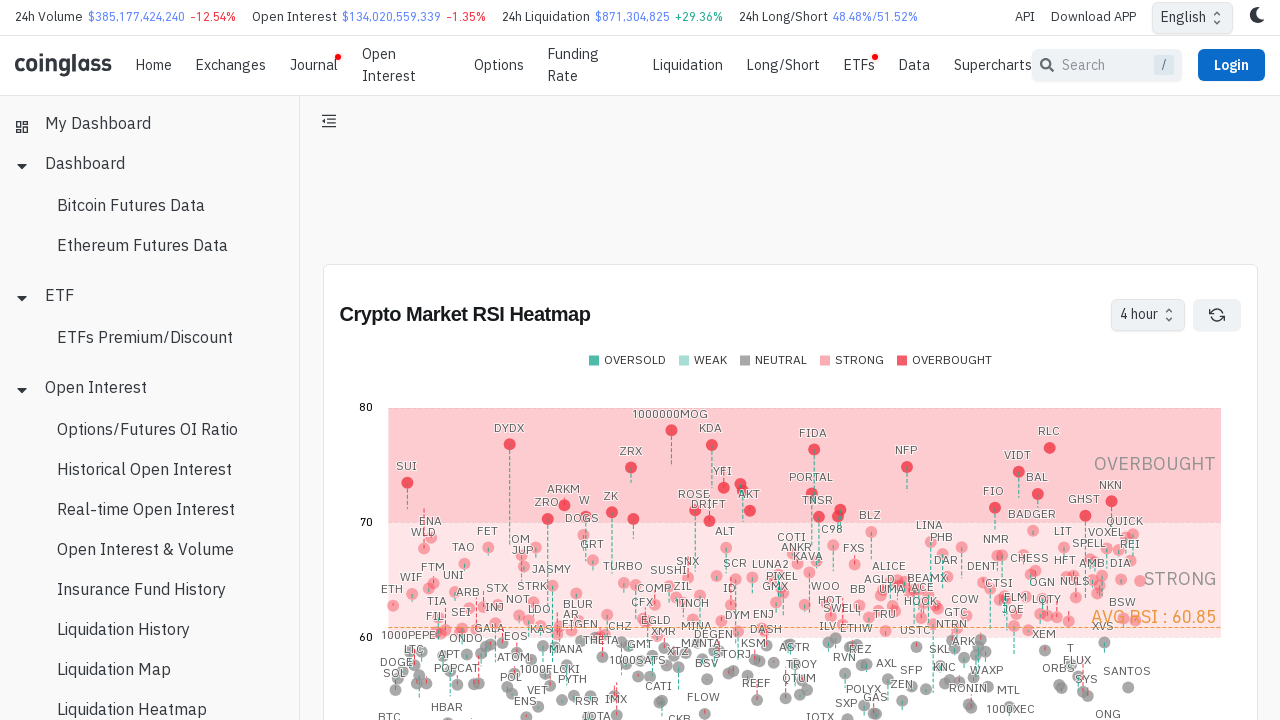 24h Volume $385,177,424,240 -12.54% Open Interest $134,020,559,339 -1.35% 24h Liquidation $871,304,825 +29.36% 24h Long/Short 48.48%/51.52% API Download APP English
coinglass Home Exchanges Journal Open Interest Options Funding Rate Liquidation Long/Short ETFs Data Supercharts Search / Login
My Dashboard
Dashboard
Bitcoin Futures Data
Ethereum Futures Data
ETF
ETFs Premium/Discount
Open Interest
Options/Futures OI Ratio
Historical Open Interest
Real-time Open Interest
Open Interest & Volume
Insurance Fund History
Liquidation History
Liquidation Map
Liquidation Heatmap
Crypto Market RSI Heatmap 4 hour
OVERSOLD WEAK NEUTRAL STRONG OVERBOUGHT
80
1000000MOG
DYDX KDA FIDA RLC
ZRX NFP VIDT
SUI YFI PORTAL BAL
OVERBOUGHT
ARKM NKN
ZRO W ZK ROSE AKT FIO GHST
DRIFT TNSR
70
ENA DOGS BLZ BADGER QUICK
WLD FET ALT C98 LINA LIT VOXEL
OM GRT COTI PHB NMR SPELL REI
TAO JUP ANKR FXS
KAVA DAR CHESS HFT AMB DIA
FTM JASMY TURBO SNX SCR LUNA2 ALICE DENT
WIF UNI SUSHI PIXEL AGLD BEAMX STRONG
ETH ARB STX STRK COMP ZIL ID GMX WOO BB UMA ACE CTSI OGN NULS
TIA NOT BLUR CFX 1INCH HOT HOOK COW ELM LQTY BSW
SEI INJ LDO AR EGLD DYM ENJ SWELL TRU GTC JOE
FIL GALA KAS EIGEN CHZ XMR MINA DASH ILV ETHW USTC NTRN XVS AVG RSI : 60.85
60
1000PEPE ONDO EOS THETA GMT DEGEN KSM ASTR REZ ARK XEM
LTC APT ATOM MANA XTZ MANTA STORJ RVN SKL T
DOGE POPCAT 1000FLOKI 1000SATS BSV TROY AXL SFP KNC WAXP ORBS FLUX
SOL POL PYTH CATI REEF QTUM ZEN RONIN SYS SANTOS
HBAR VET ENS RSR IMX FLOW POLYX GAS MTL
BTC IOTA CKB IOTX SXP 1000XEC ONG